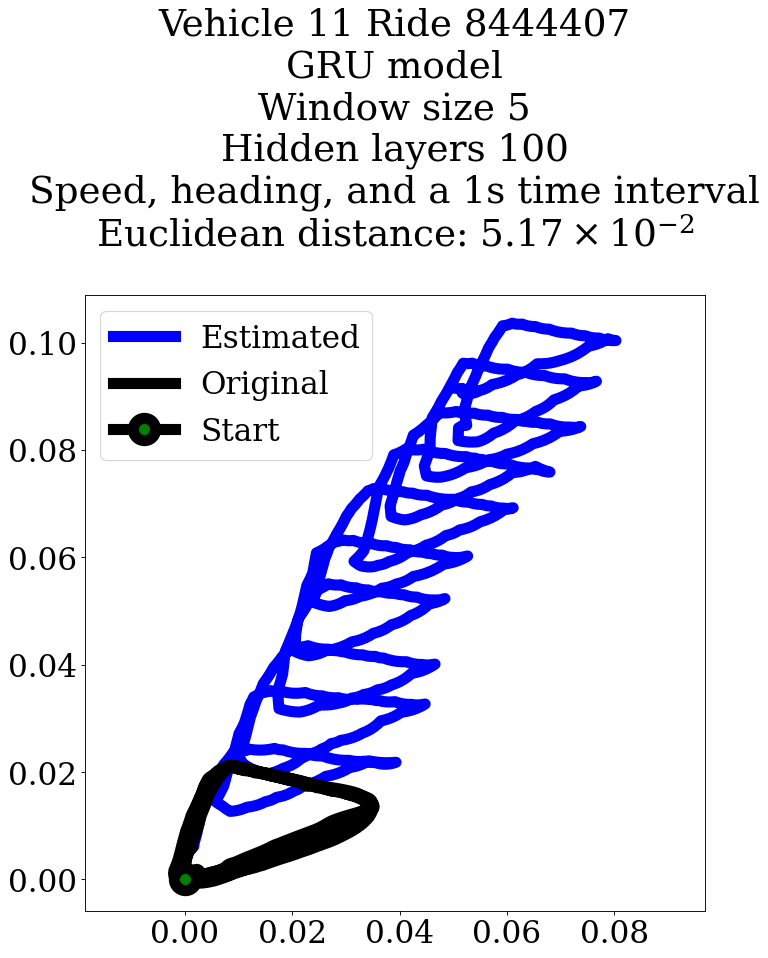 Vehicle 11 Ride 8444407
GRU model
Window size 5
Hidden layers 100
Speed, heading, and a 1s time interval
Euclidean distance: 5.17 × 10⁻²
Estimated
Original
Start
0.10
0.08
0.06
0.04
0.02
0.00
0.00 0.02 0.04 0.06 0.08